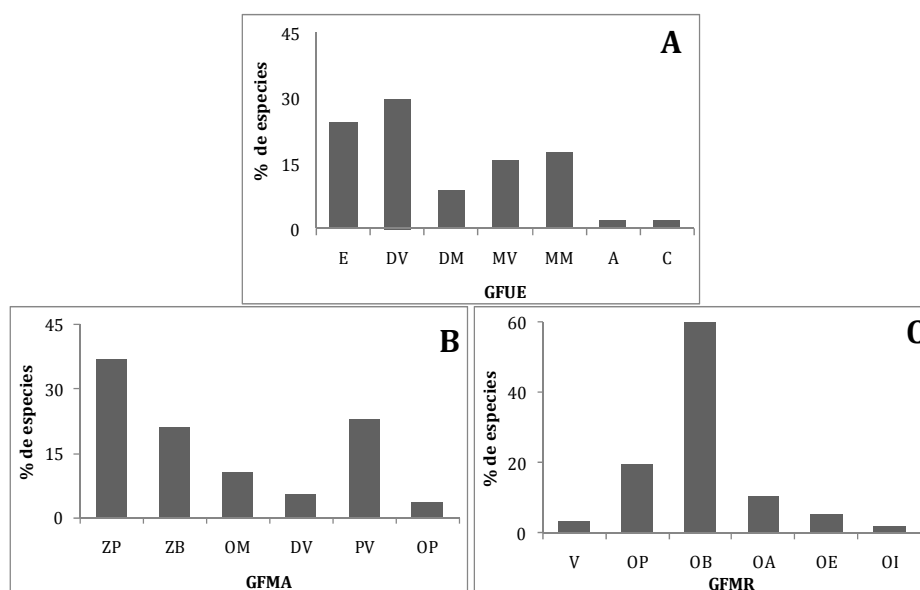 A
45
30
15
0
% de especies
E DV DM MV MM A C
GFUE
B
45
30
15
0
% de especies
ZP ZB OM DV PV OP
GFMA
60
40
20
0
% de especies
V OP OB OA OE OI
GFMR